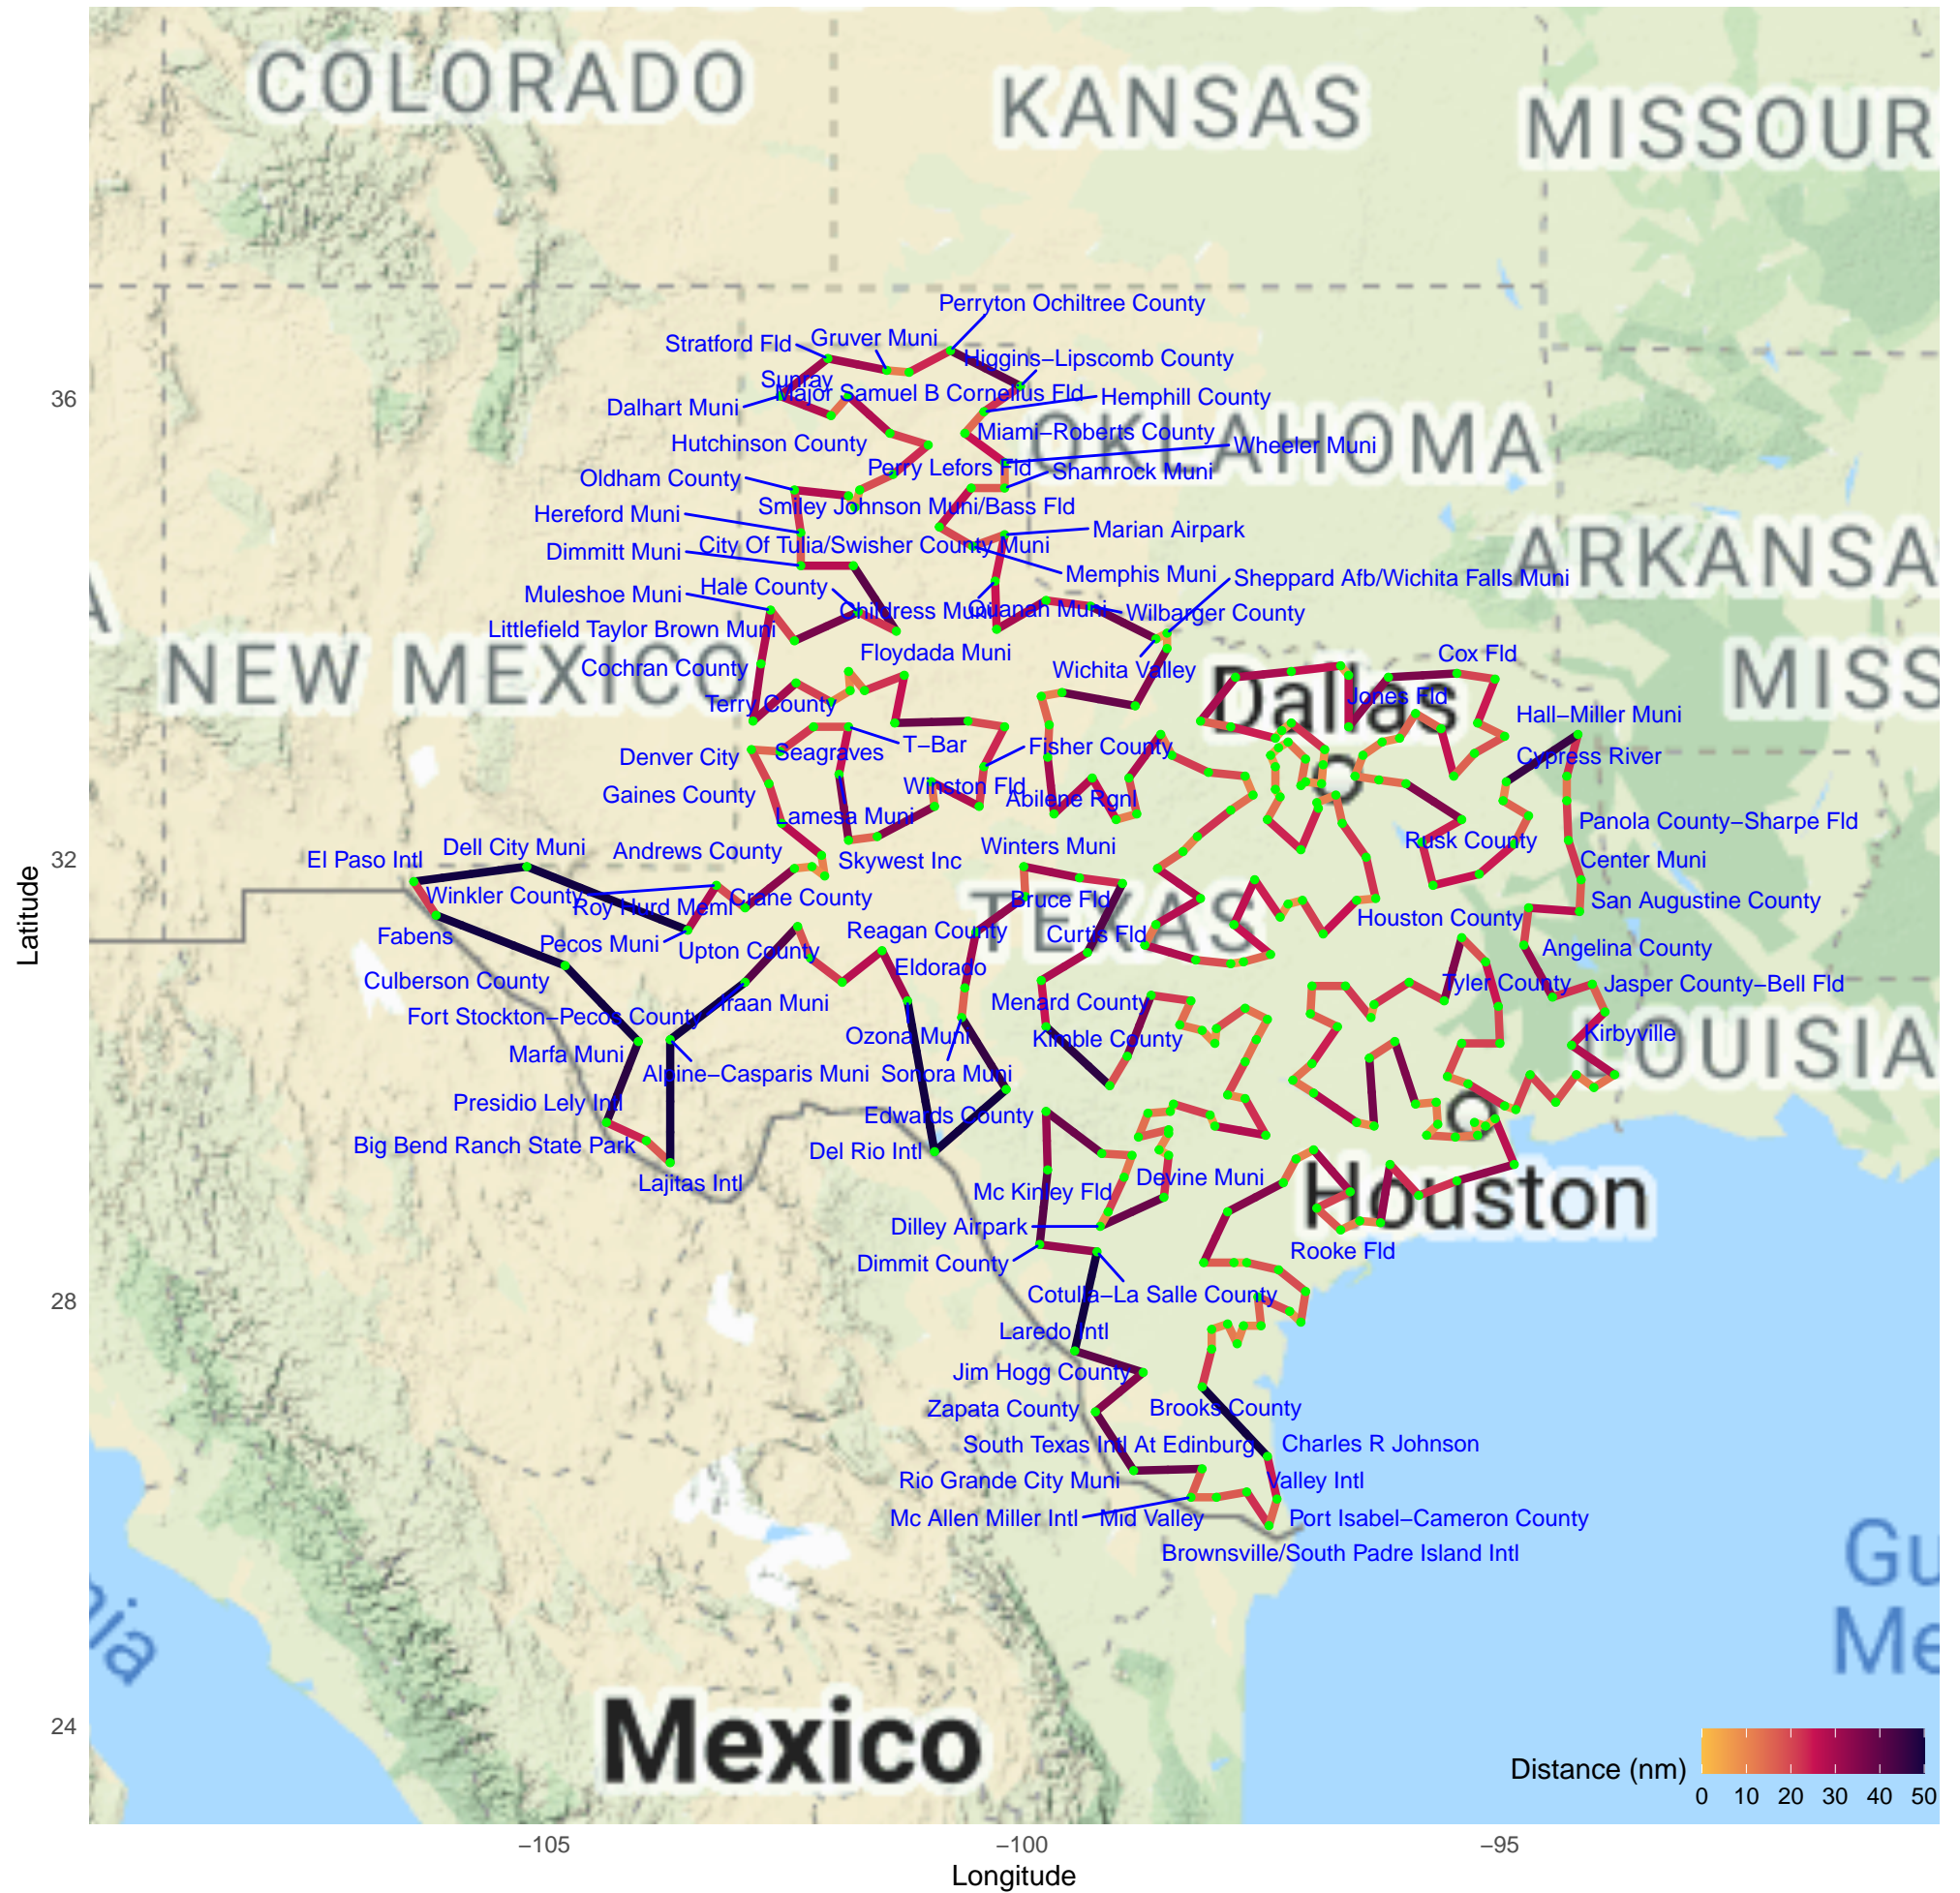 COLORADO
KANSAS
MISSOUR
Perryton Ochiltree County
Gruver Muni
Stratford Fld
Higgins−Lipscomb County
Sunray
Major Samuel B Cornelius Fld
Hemphill County
36
Dalhart Muni
OKLAHOMA
Hutchinson County
Miami−Roberts County
Wheeler Muni
Perry Lefors Fld
Shamrock Muni
Oldham County
Smiley Johnson Muni/Bass Fld
Hereford Muni
Marian Airpark
City Of Tulia/Swisher County Muni
Dimmitt Muni
ARKANSA
Memphis Muni
Sheppard Afb/Wichita Falls Muni
Hale County
Muleshoe Muni
Childress Muni
Quanah Muni
Wilbarger County
A
Littlefield Taylor Brown Muni
Floydada Muni
Cox Fld
Cochran County
Wichita Valley
NEW MEXICO
MISS
Dallas
Jones Fld
Terry County
Hall−Miller Muni
T−Bar
Fisher County
Seagraves
Denver City
Cypress River
Winston Fld
Gaines County
Abilene Rgnl
Lamesa Muni
Panola County−Sharpe Fld
Rusk County
Dell City Muni
Winters Muni
El Paso Intl
Andrews County
Skywest Inc
Center Muni
32
Winkler County
Crane County
Bruce Fld
San Augustine County
Roy Hurd Meml
Houston County
TEXAS
Fabens
Pecos Muni
Reagan County
Curtis Fld
Upton County
Angelina County
Eldorado
Culberson County
Tyler County
Jasper County−Bell Fld
Iraan Muni
Menard County
Fort Stockton−Pecos County
Kirbyville
LOUISIA
Ozona Muni
Kimble County
Marfa Muni
Alpine−Casparis Muni
Sonora Muni
Presidio Lely Intl
Edwards County
Big Bend Ranch State Park
Del Rio Intl
Lajitas Intl
Devine Muni
Mc Kinley Fld
Houston
Dilley Airpark
Rooke Fld
Dimmit County
Cotulla−La Salle County
28
Laredo Intl
Jim Hogg County
Zapata County
Brooks County
South Texas Intl At Edinburg
Charles R Johnson
Rio Grande City Muni
Valley Intl
Mc Allen Miller Intl
Mid Valley
Port Isabel−Cameron County
Brownsville/South Padre Island Intl
Gu
Me
nia
Mexico
24
Distance (nm)
0 10 20 30 40 50
−105
−100
−95
Longitude
Latitude